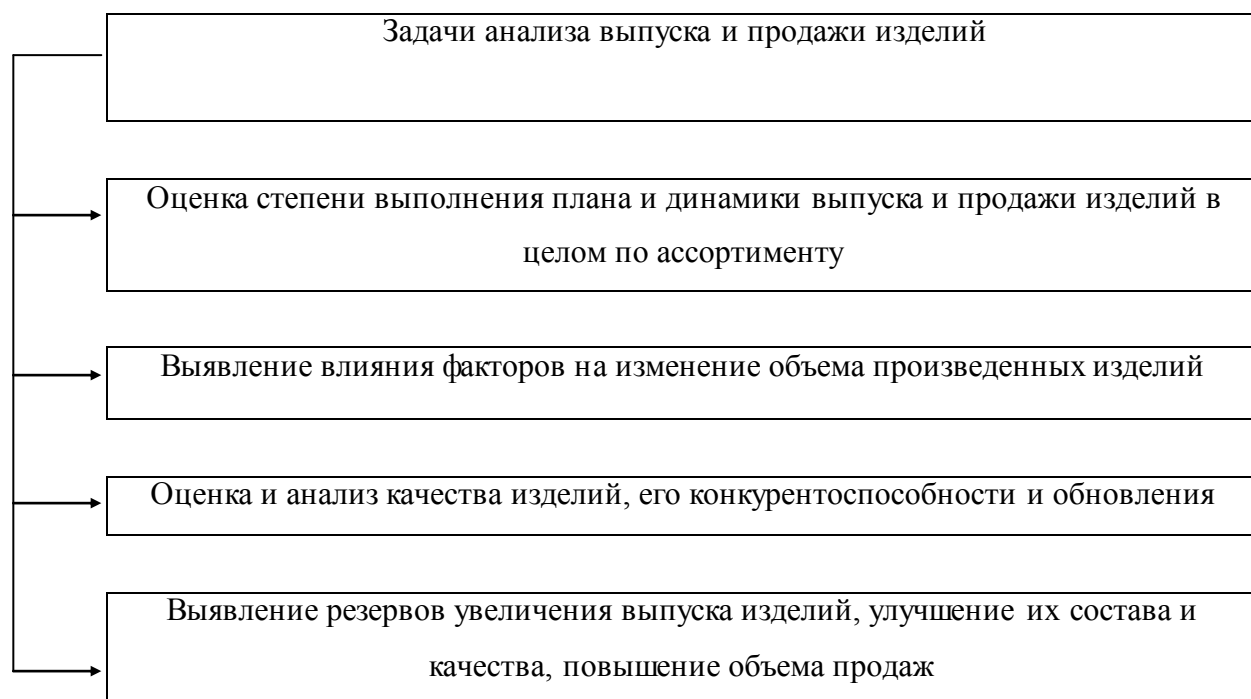 Задачи анализа выпуска и продажи изделий
Оценка степени выполнения плана и динамики выпуска и продажи изделий в
целом по ассортименту
Выявление влияния факторов на изменение объема произведенных изделий
Оценка и анализ качества изделий, его конкурентоспособности и обновления
Выявление резервов увеличения выпуска изделий, улучшение их состава и
качества, повышение объема продаж